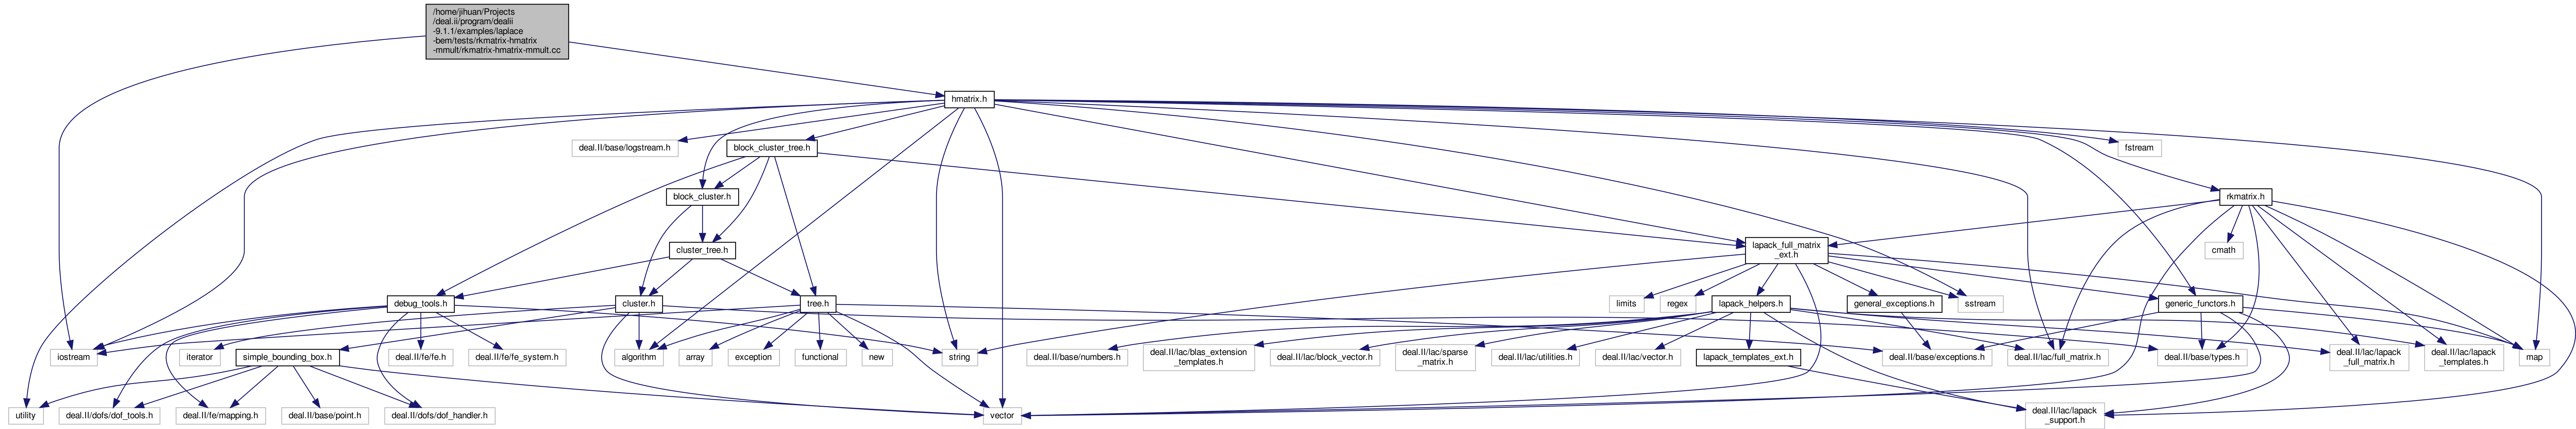 /home/jihuan/Projects
/deal.ii/program/dealii
-9.1.1/examples/laplace
-bem/tests/rkmatrix-hmatrix
-mmult/rkmatrix-hmatrix-mmult.cc
hmatrix.h
deal.II/base/logstream.h
block_cluster_tree.h
fstream
block_cluster.h
rkmatrix.h
cluster_tree.h
lapack_full_matrix
_ext.h
cmath
debug_tools.h
cluster.h
tree.h
limits
regex
lapack_helpers.h
general_exceptions.h
sstream
generic_functors.h
iostream
iterator
simple_bounding_box.h
deal.II/fe/fe.h
deal.II/fe/fe_system.h
algorithm
array
exception
functional
new
string
deal.II/base/numbers.h
deal.II/lac/blas_extension
_templates.h
deal.II/lac/block_vector.h
deal.II/lac/sparse
_matrix.h
deal.II/lac/utilities.h
deal.II/lac/vector.h
lapack_templates_ext.h
deal.II/base/exceptions.h
deal.II/lac/full_matrix.h
deal.II/base/types.h
deal.II/lac/lapack
_full_matrix.h
deal.II/lac/lapack
_templates.h
map
utility
deal.II/dofs/dof_tools.h
deal.II/fe/mapping.h
deal.II/base/point.h
deal.II/dofs/dof_handler.h
vector
deal.II/lac/lapack
_support.h